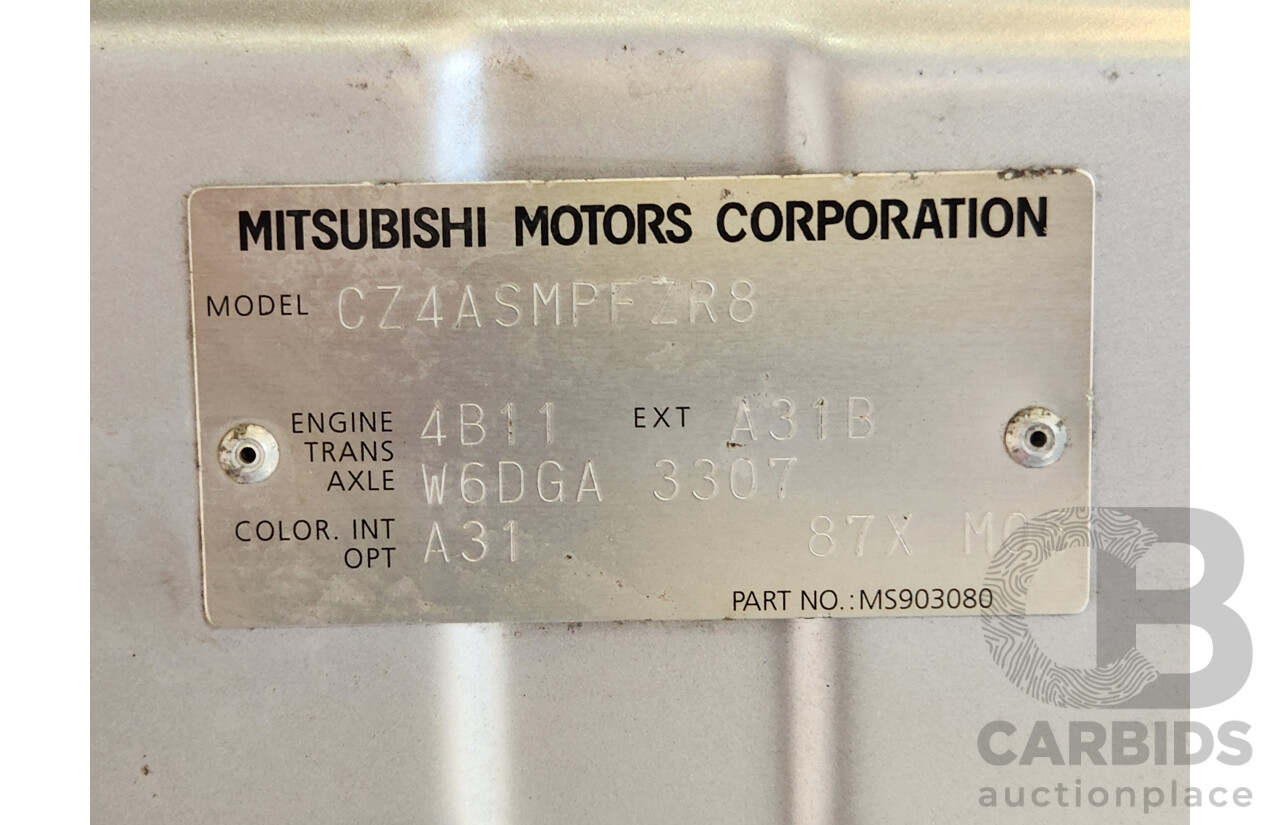 MITSUBISHI MOTORS CORPORATION
MODEL CZ4ASMPFZR8
ENGINE 4B11 EXT A31B
TRANS
AXLE W6DGA 3307
COLOR. INT A31 87X
OPT
PART NO.:MS903080
CB
CARBIDS
auctionplace